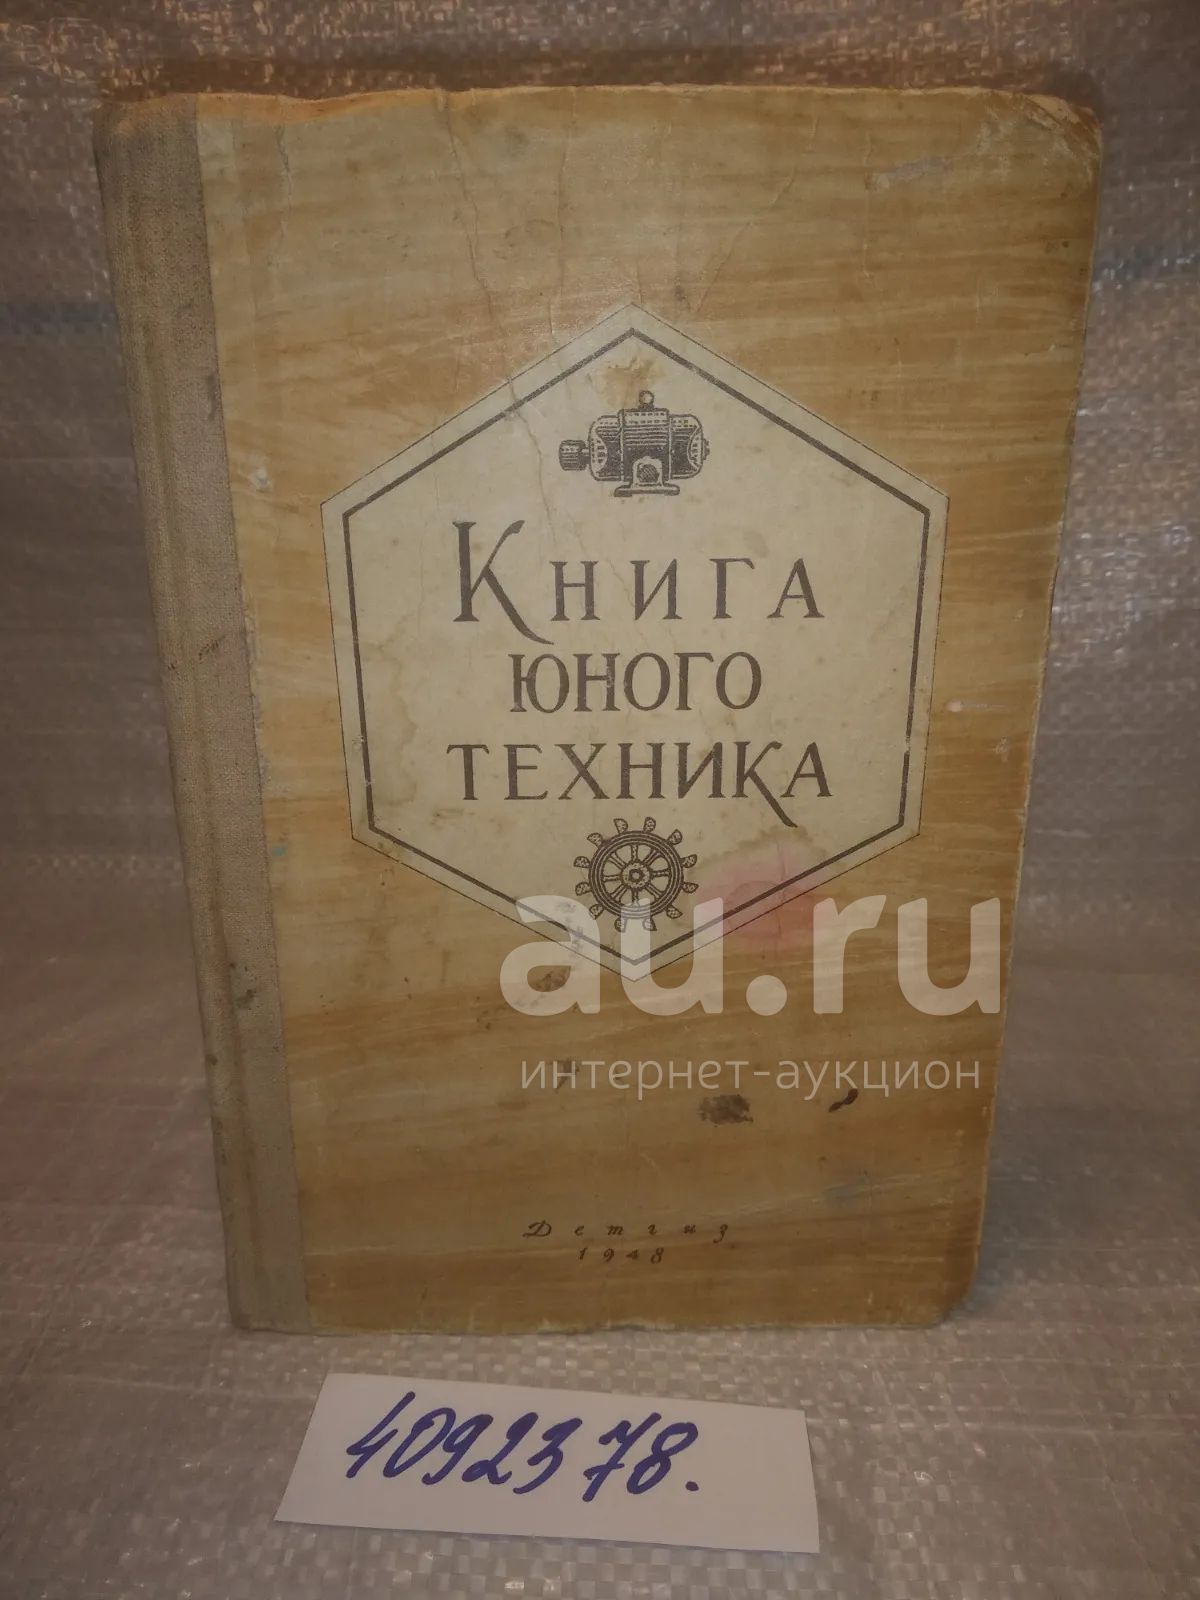 Книга
юного
техника
au.ru
интернет-аукцион
Детгиз
1948
4092378.